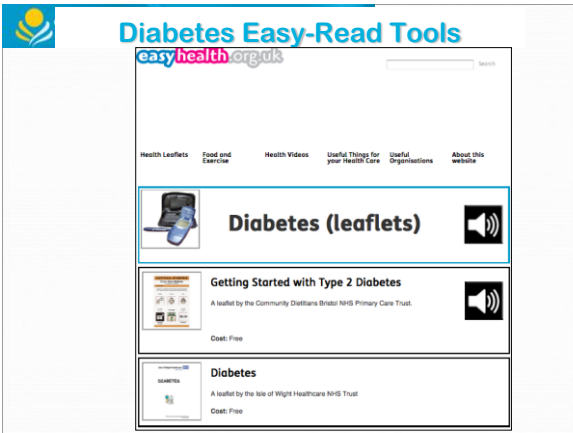 Diabetes Easy-Read Tools
easyhealth.org.uk
Search
Health Leaflets
Food and
Exercise
Health Videos
Useful Things for
your Health Care
Useful
Organisations
About this
website
Diabetes (leaflets)
Getting Started with Type 2 Diabetes
A leaflet by the Community Dietitians Bristol NHS Primary Care Trust.
Cost: Free
DIABETES
Diabetes
A leaflet by the Isle of Wight Healthcare NHS Trust
Cost: Free